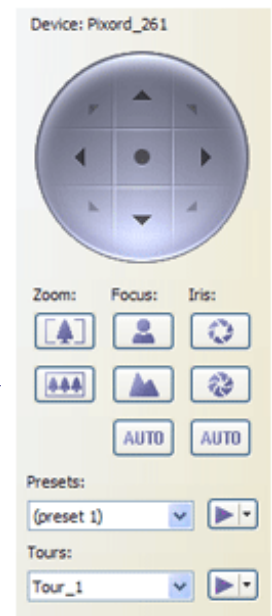 Device: Pixord_261
Zoom: Focus: Iris:
AUTO AUTO
Presets:
(preset 1)
Tours:
Tour_1